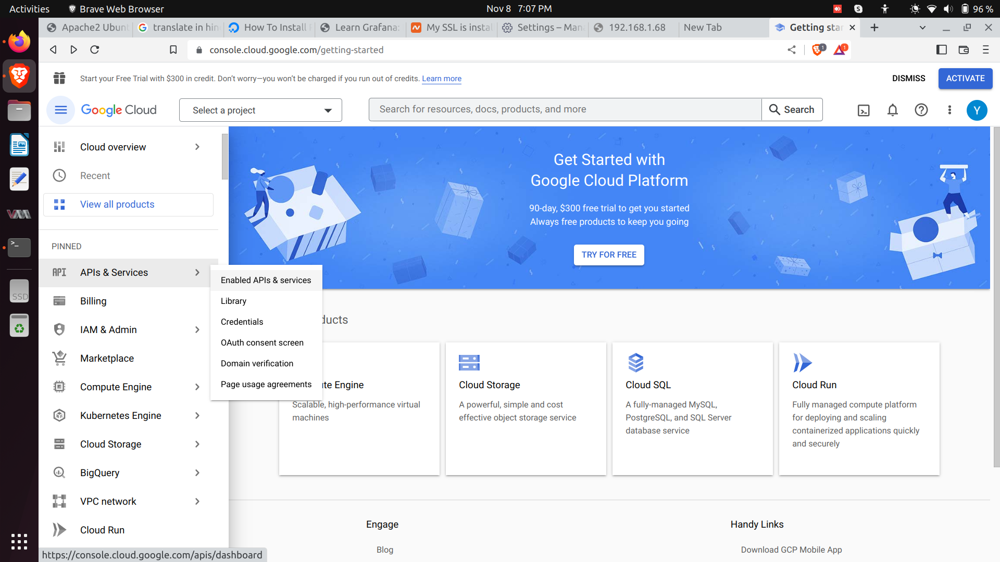 Activities
Brave Web Browser
Nov 8 7:07 PM
96 %
Apache2 Ubunt
translate in hin
How To Install
Learn Grafana:
My SSL is instal
Settings – Man
192.168.1.68
New Tab
Getting star
console.cloud.google.com/getting-started
1
1
Start your Free Trial with $300 in credit. Don’t worry—you won’t be charged if you run out of credits. Learn more
DISMISS
ACTIVATE
Google Cloud
Select a project
Search for resources, docs, products, and more
Search
Y
Cloud overview
Recent
View all products
PINNED
API APIs & Services
Billing
IAM & Admin
Marketplace
Compute Engine
Kubernetes Engine
Cloud Storage
BigQuery
VPC network
Cloud Run
https://console.cloud.google.com/apis/dashboard
Enabled APIs & services
Library
Credentials
OAuth consent screen
Domain verification
Page usage agreements
Get Started with
Google Cloud Platform
90-day, $300 free trial to get you started
Always free products to keep you going
TRY FOR FREE
ducts
te Engine
Scalable, high-performance virtual
machines
Cloud Storage
A powerful, simple and cost
effective object storage service
Cloud SQL
A fully-managed MySQL,
PostgreSQL, and SQL Server
database service
Cloud Run
Fully managed compute platform
for deploying and scaling
containerized applications quickly
and securely
Engage
Blog
Handy Links
Download GCP Mobile App
SSD